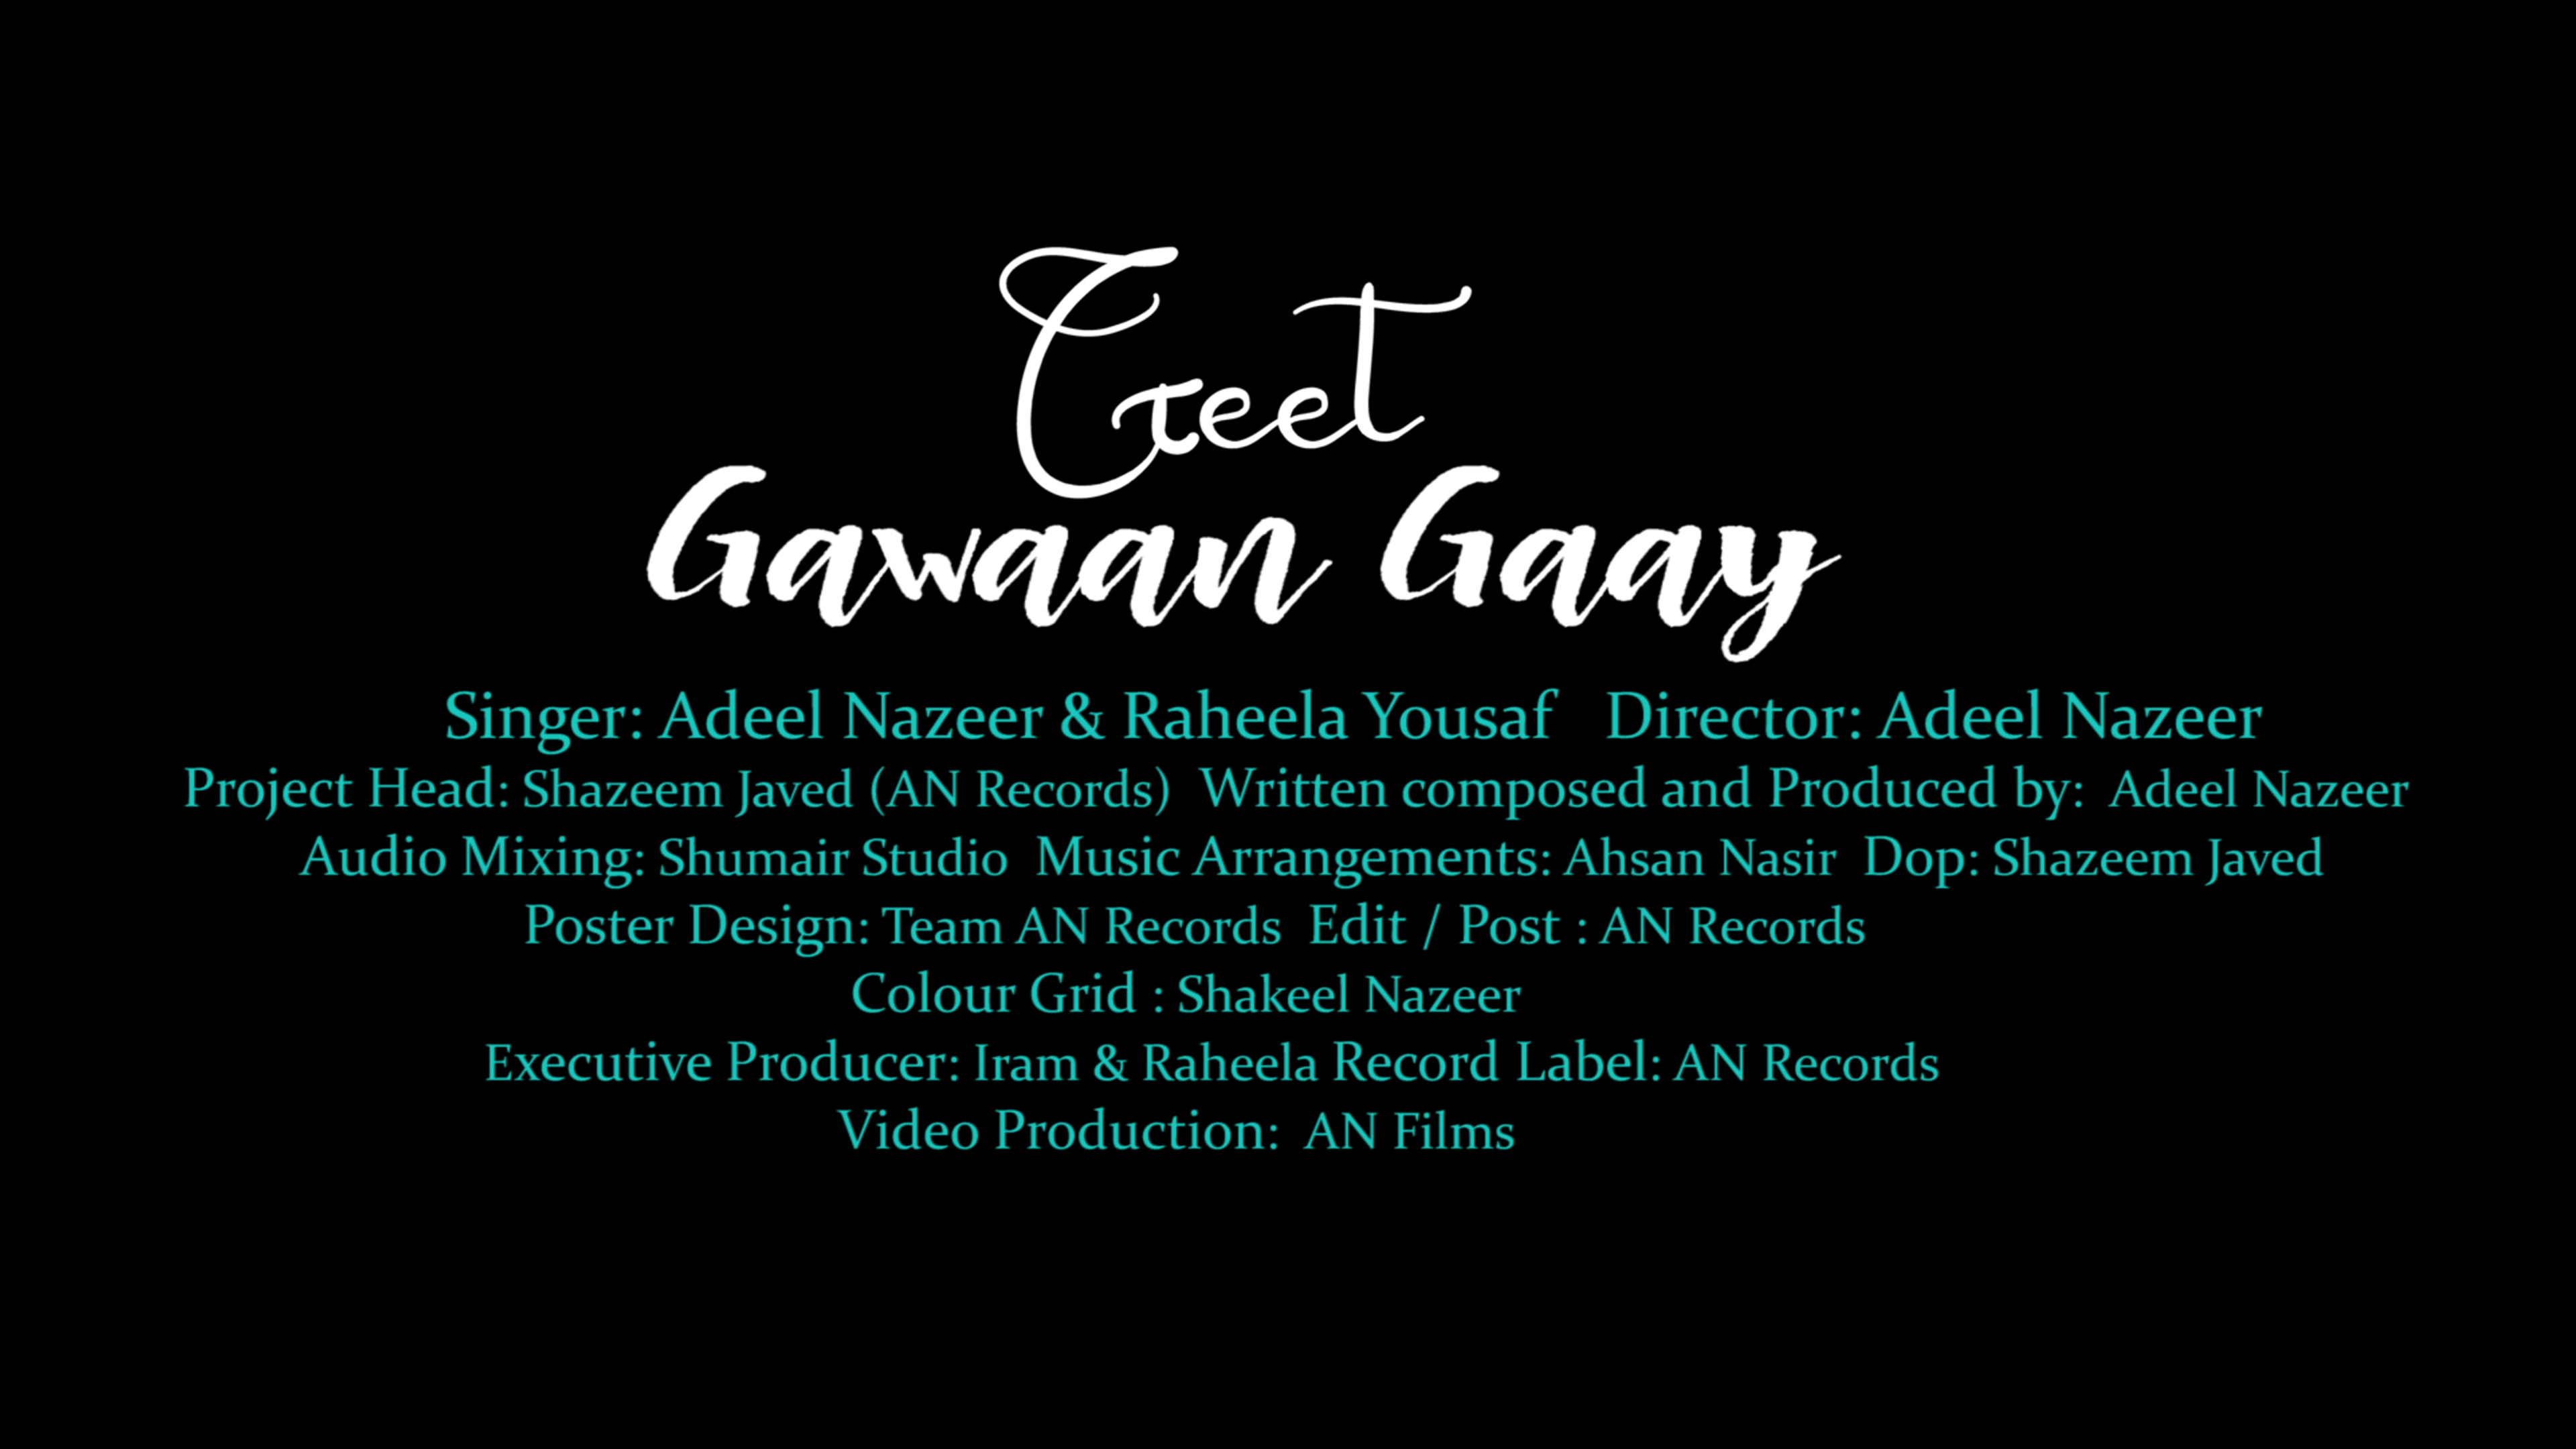 Geet
Gawaan Gaay
Singer: Adeel Nazeer & Raheela Yousaf Director: Adeel Nazeer
Project Head: Shazeem Javed (AN Records) Written composed and Produced by: Adeel Nazeer
Audio Mixing: Shumair Studio Music Arrangements: Ahsan Nasir Dop: Shazeem Javed
Poster Design: Team AN Records Edit / Post : AN Records
Colour Grid : Shakeel Nazeer
Executive Producer: Iram & Raheela Record Label: AN Records
Video Production: AN Films